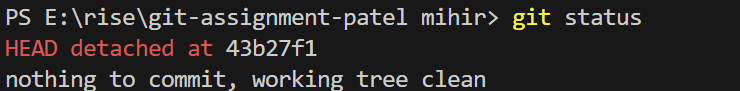 PS E:\rise\git-assignment-patel mihir> git status
HEAD detached at 43b27f1
nothing to commit, working tree clean